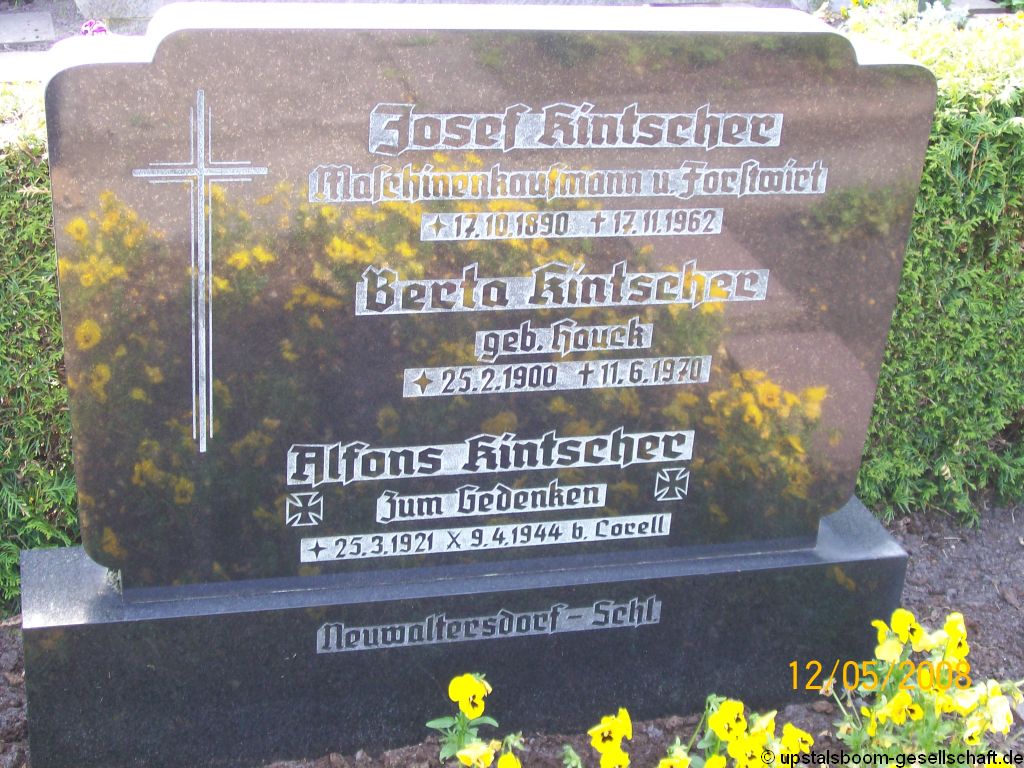 Josef Kintscher
Maschinenkaufmann u. Forstwirt
17.10.1890 † 17.11.1962
Berta Kintscher
geb. Hauck
25.2.1900 † 11.6.1970
Alfons Kintscher
Zum Gedenken
25.3.1921 X 9.4.1944 b. Corell
Neuwaltersdorf - Schl.
12/05/2008
© upstalsboom-gesellschaft.de